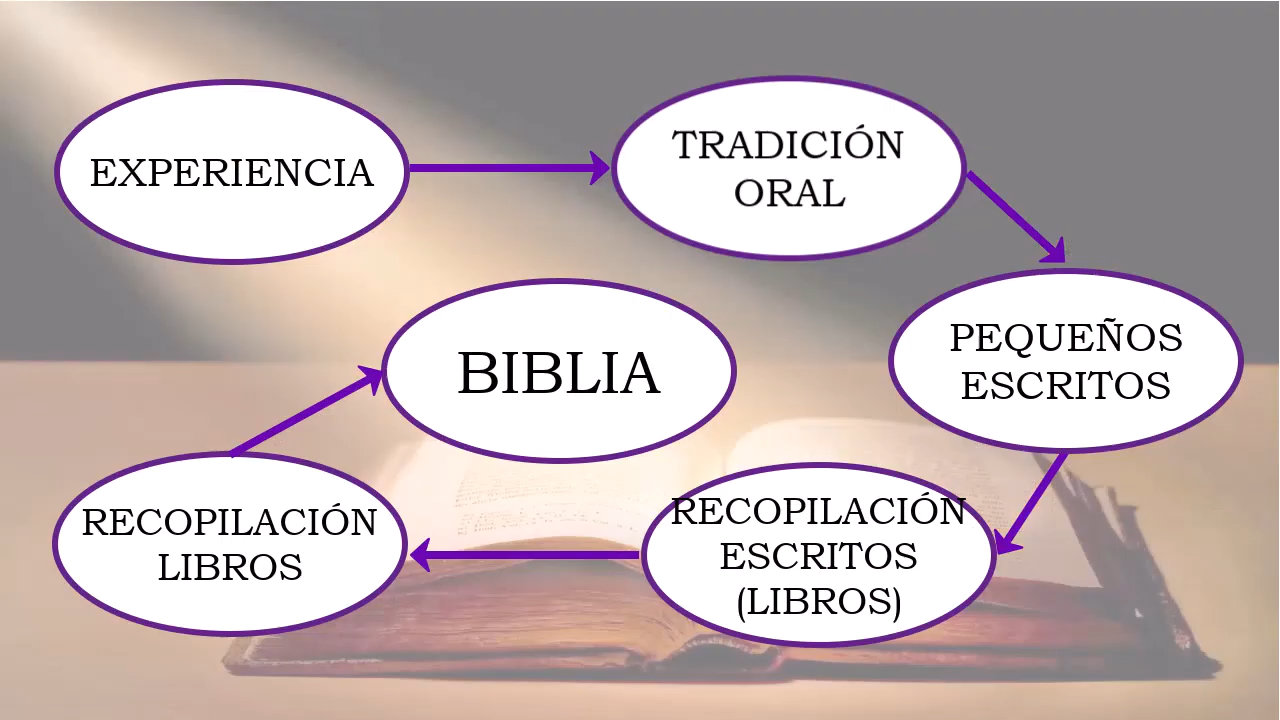 EXPERIENCIA
TRADICIÓN
ORAL
PEQUEÑOS
ESCRITOS
RECOPILACIÓN
ESCRITOS
(LIBROS)
RECOPILACIÓN
LIBROS
BIBLIA